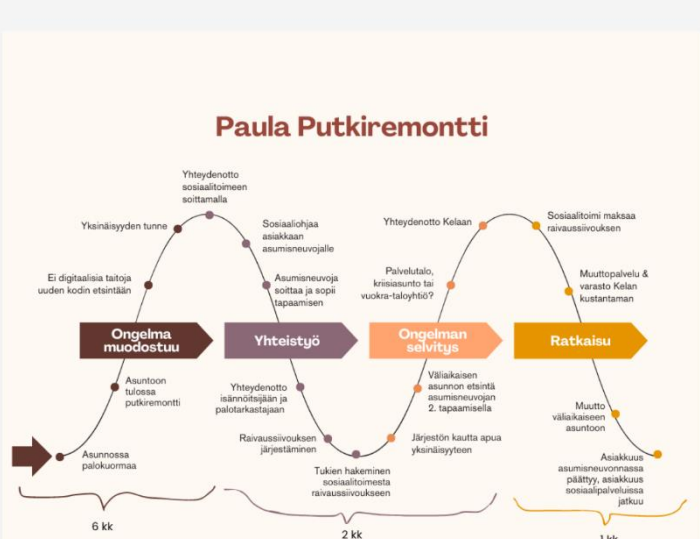 Paula Putkiremontti
Yhteydenotto
sosiaalitoimeen
soittamalla
Yksinäisyyden tunne
Sosiaaliohjaa
asiakkaan
asumisneuvojalle
Ei digitaalisia taitoja
uuden kodin etsintään
Asumisneuvoja
soittaa ja sopii
tapaamisen
Yhteydenotto Kelaan
Sosiaalitoimi maksaa
raivaussiivouksen
Palvelutalo,
kriisiasunto tai
vuokra-taloyhtiö?
Muuttopalvelu &
varasto Kelan
kustantaman
Ongelma
muodostuu
Yhteistyö
Ongelman
selvitys
Ratkaisu
Asuntoon
tulossa
putkiremontti
Asunnossa
palokuormaa
Yhteydenotto
isännöitsijään ja
palotarkastajaan
Raivaussiivouksen
järjestäminen
Tukien hakeminen
sosiaalitoimesta
raivaussiivoukseen
Väliaikaisen
asunnon etsintä
asumisneuvojan
2. tapaamisella
Järjestön kautta apua
yksinäisyyteen
Muutto
väliaikaiseen
asuntoon
Asiakkuus
asumisneuvonnassa
päättyy, asiakkuus
sosiaalipalveluissa
jatkuu
6 kk
2 kk
1 kk